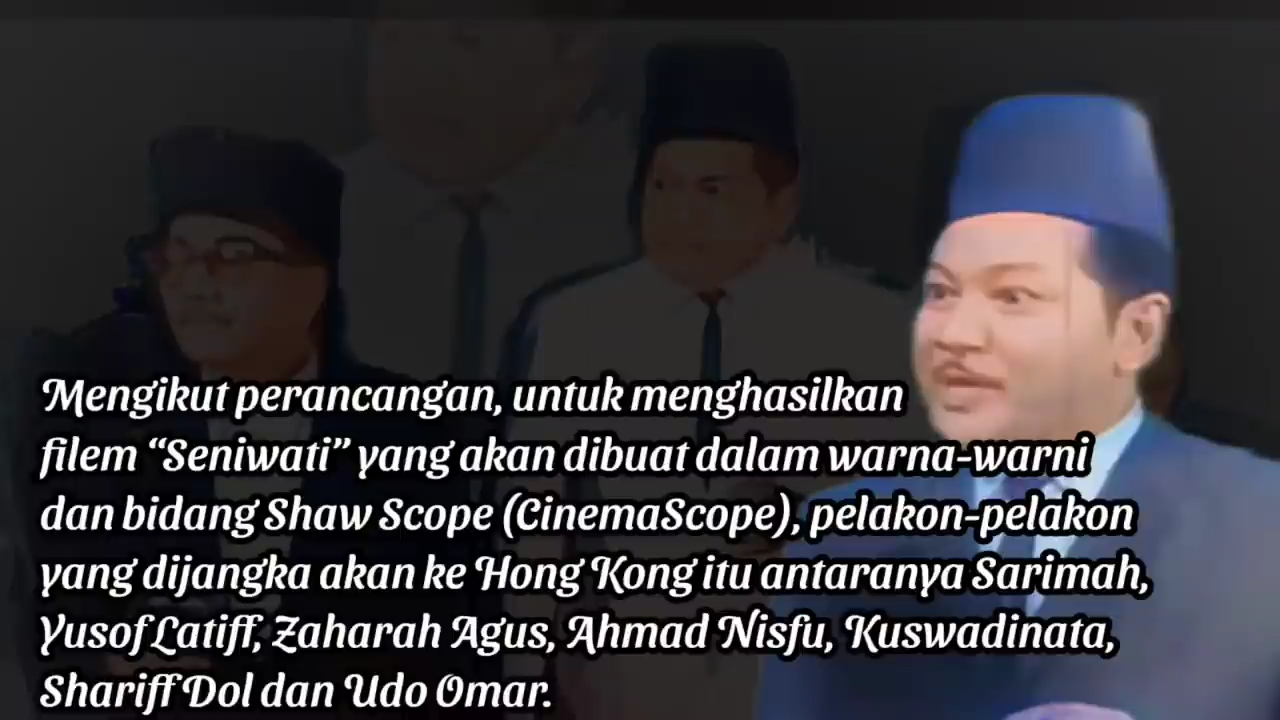 Mengikut perancangan, untuk menghasilkan
filem “Seniwati” yang akan dibuat dalam warna-warni
dan bidang Shaw Scope (CinemaScope), pelakon-pelakon
yang dijangka akan ke Hong Kong itu antaranya Sarimah,
Yusof Latiff, Zaharah Agus, Ahmad Nisfu, Kuswadinata,
Shariff Dol dan Udo Omar.